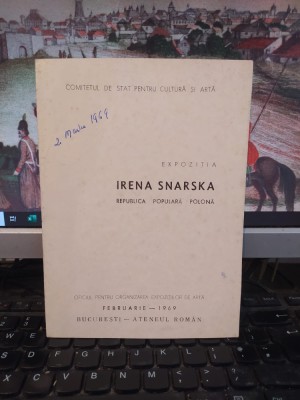 COMITETUL DE STAT PENTRU CULTURĂ ȘI ARTĂ
2 Martie 1969
EXPOZIȚIA
IRENA SNARSKA
REPUBLICA POPULARĂ POLONĂ
OFICIUL PENTRU ORGANIZAREA EXPOZIȚIILOR DE ARTĂ
FEBRUARIE — 1969
BUCUREȘTI — ATENEUL ROMÂN